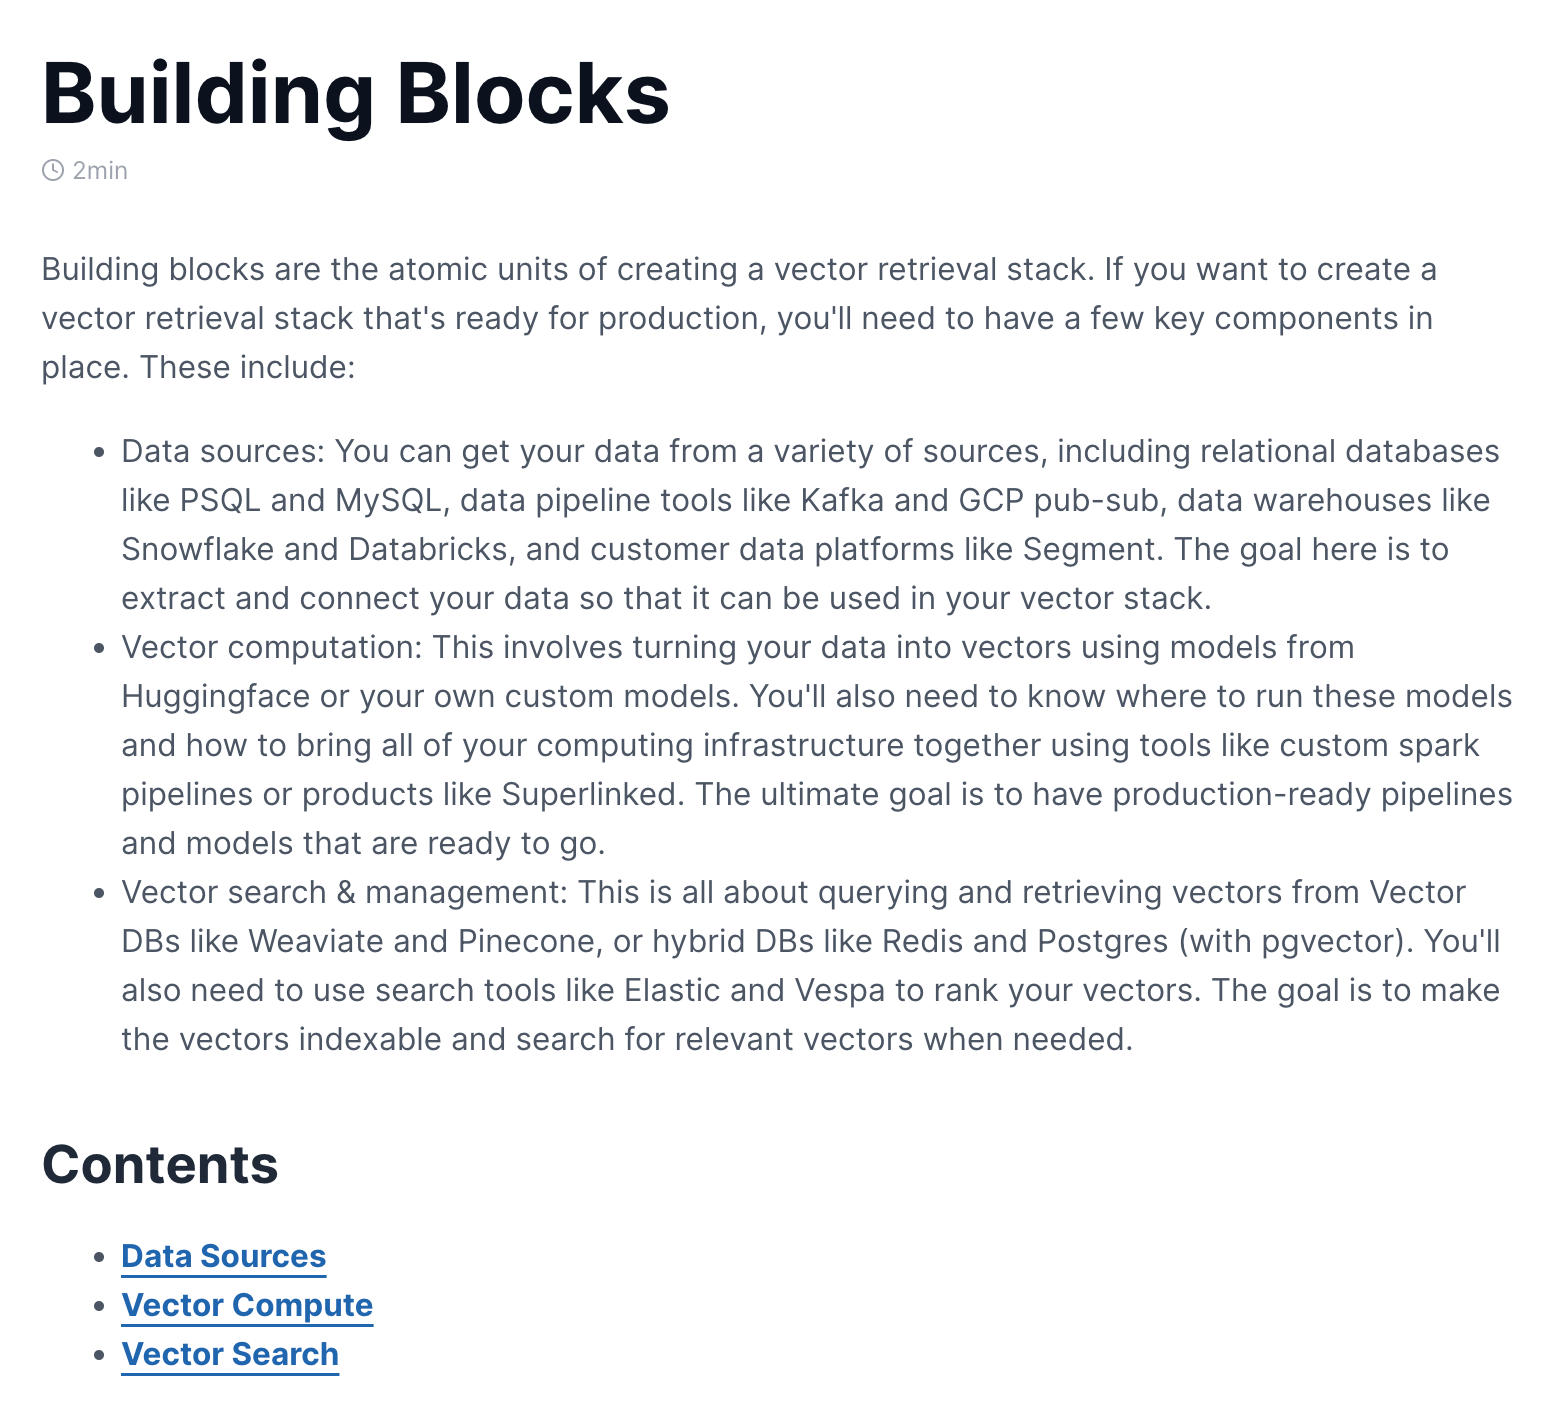 Building Blocks
2min
Building blocks are the atomic units of creating a vector retrieval stack. If you want to create a
vector retrieval stack that's ready for production, you'll need to have a few key components in
place. These include:
• Data sources: You can get your data from a variety of sources, including relational databases
like PSQL and MySQL, data pipeline tools like Kafka and GCP pub-sub, data warehouses like
Snowflake and Databricks, and customer data platforms like Segment. The goal here is to
extract and connect your data so that it can be used in your vector stack.
• Vector computation: This involves turning your data into vectors using models from
Huggingface or your own custom models. You'll also need to know where to run these models
and how to bring all of your computing infrastructure together using tools like custom spark
pipelines or products like Superlinked. The ultimate goal is to have production-ready pipelines
and models that are ready to go.
• Vector search & management: This is all about querying and retrieving vectors from Vector
DBs like Weaviate and Pinecone, or hybrid DBs like Redis and Postgres (with pgvector). You'll
also need to use search tools like Elastic and Vespa to rank your vectors. The goal is to make
the vectors indexable and search for relevant vectors when needed.
Contents
• Data Sources
• Vector Compute
• Vector Search